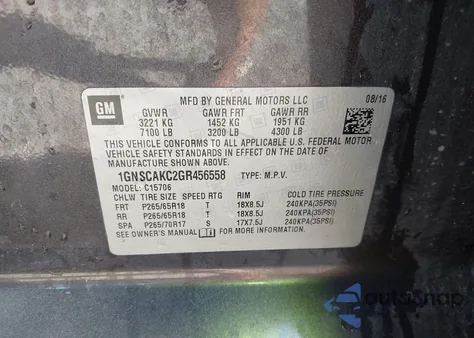 GM
MFD BY GENERAL MOTORS LLC
08/16
GVWR GAWR FRT GAWR RR
3221 KG 1452 KG 1951 KG
7100 LB 3200 LB 4300 LB
THIS VEHICLE CONFORMS TO ALL APPLICABLE U.S. FEDERAL MOTOR
VEHICLE SAFETY AND THEFT PREVENTION STANDARDS IN EFFECT
ON THE DATE OF MANUFACTURE SHOWN ABOVE.
1GNSCAKC2GR456558 TYPE: M.P.V.
MODEL: C15706
CHLW TIRE SIZE SPEED RTG RIM COLD TIRE PRESSURE
FRT P265/65R18 T 18X8.5J 240KPA(35PSI)
RR P265/65R18 T 18X8.5J 240KPA(35PSI)
SPA P265/70R17 S 17X7.5J 240KPA(35PSI)
SEE OWNER'S MANUAL FOR MORE INFORMATION.
autosnap